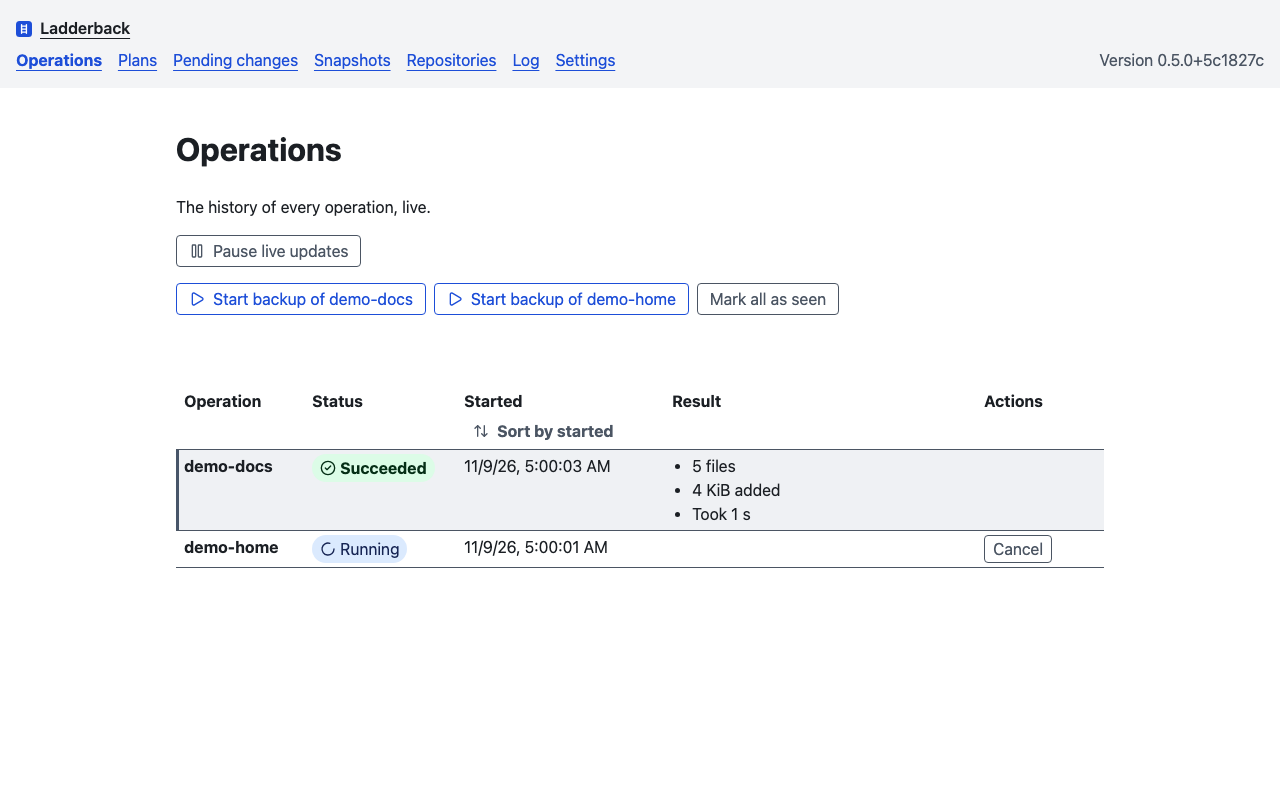 Ladderback
Operations Plans Pending changes Snapshots Repositories Log Settings Version 0.5.0+5c1827c
Operations
The history of every operation, live.
Pause live updates
Start backup of demo-docs Start backup of demo-home Mark all as seen
Operation Status Started Result Actions
Sort by started
demo-docs Succeeded 11/9/26, 5:00:03 AM • 5 files
• 4 KiB added
• Took 1 s
demo-home Running 11/9/26, 5:00:01 AM Cancel